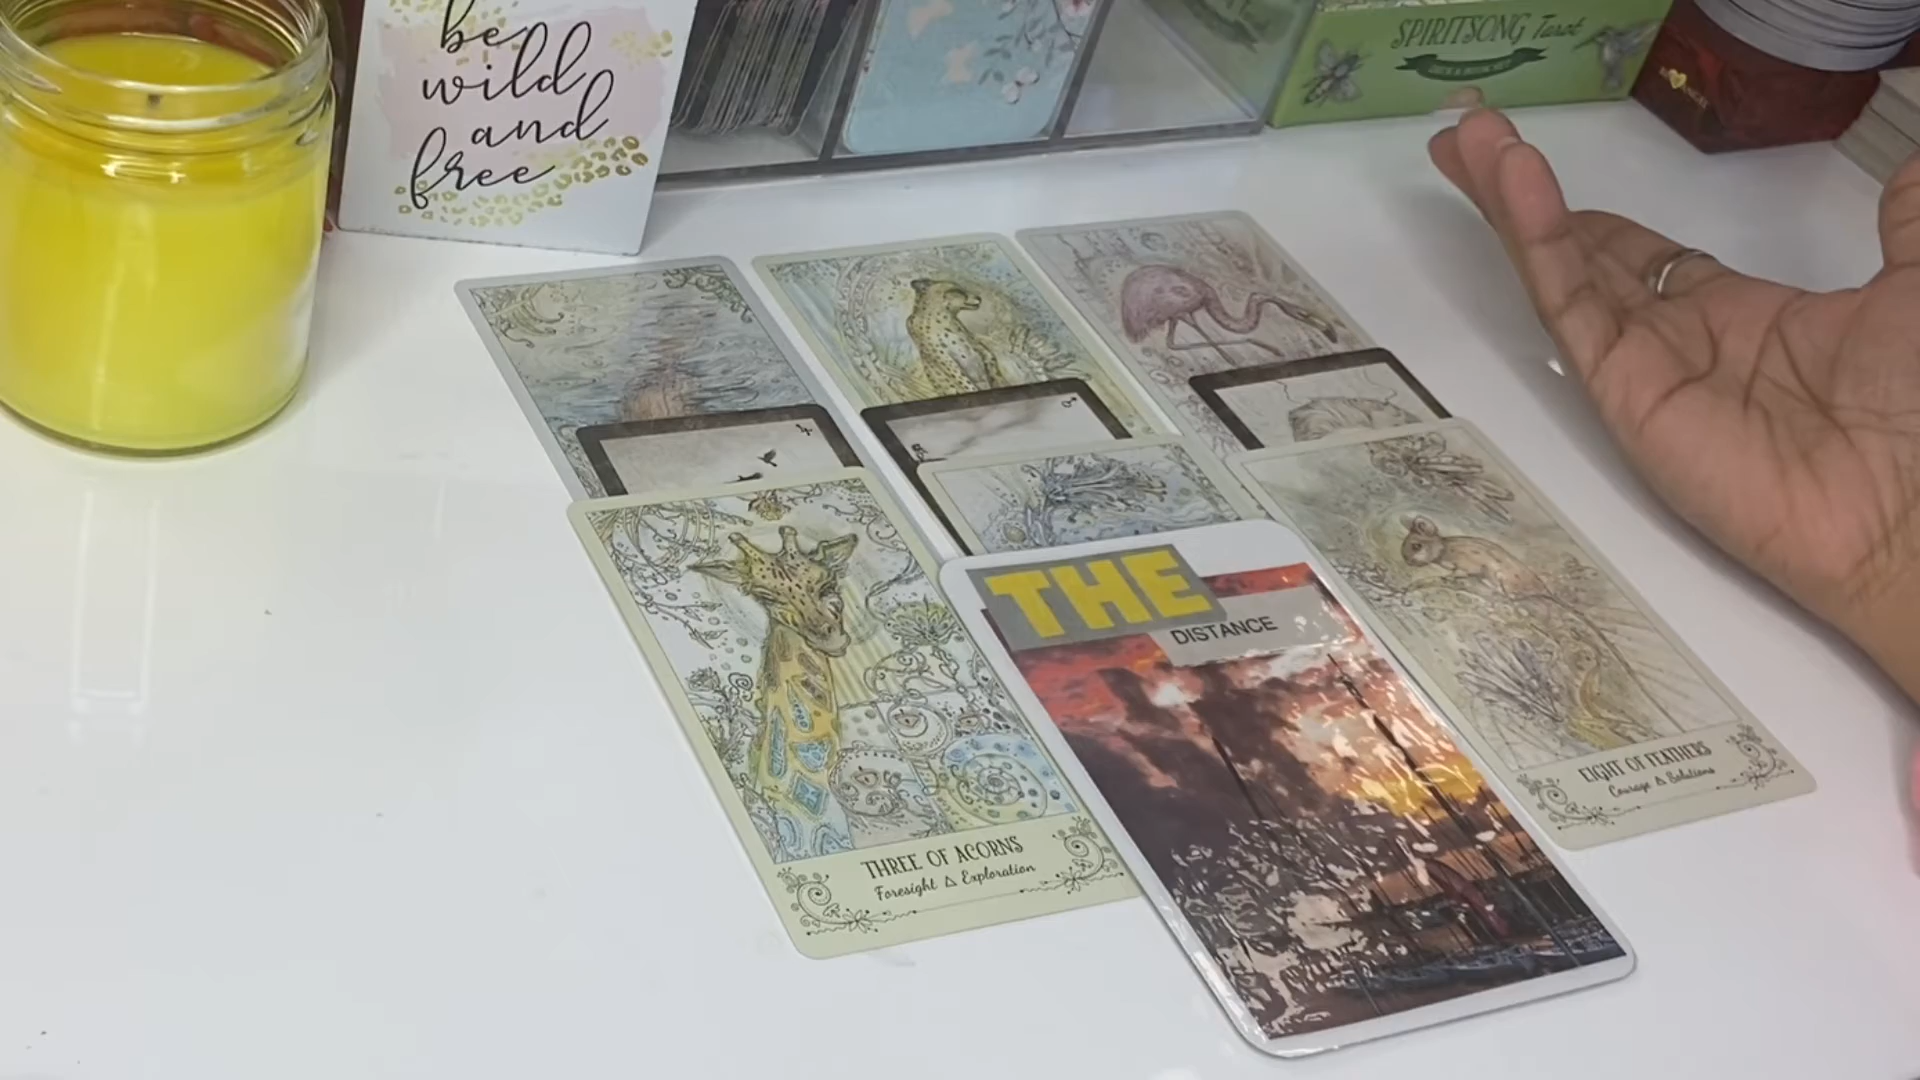 be
wild
and
free
SPIRITSONG Tarot
THE
DISTANCE
THREE OF ACORNS
Foresight △ Exploration
EIGHT OF FEATHERS
Courage △ Solutions